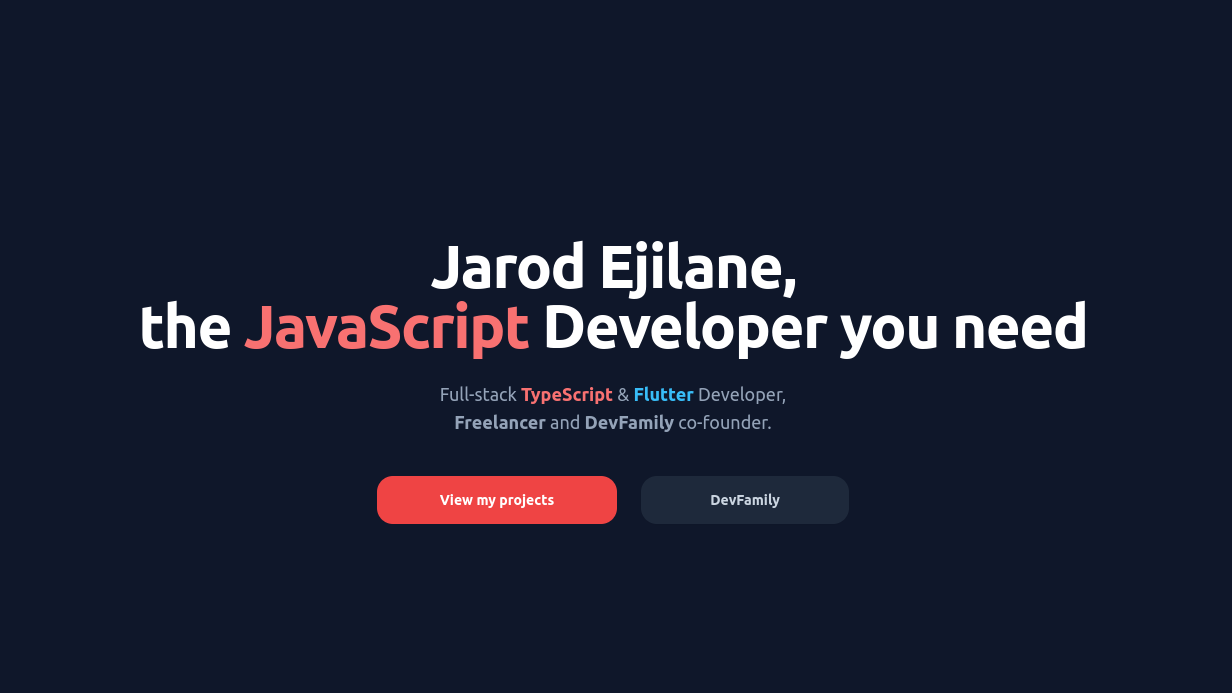 Jarod Ejilane,
the JavaScript Developer you need
Full-stack TypeScript & Flutter Developer,
Freelancer and DevFamily co-founder.
View my projects
DevFamily